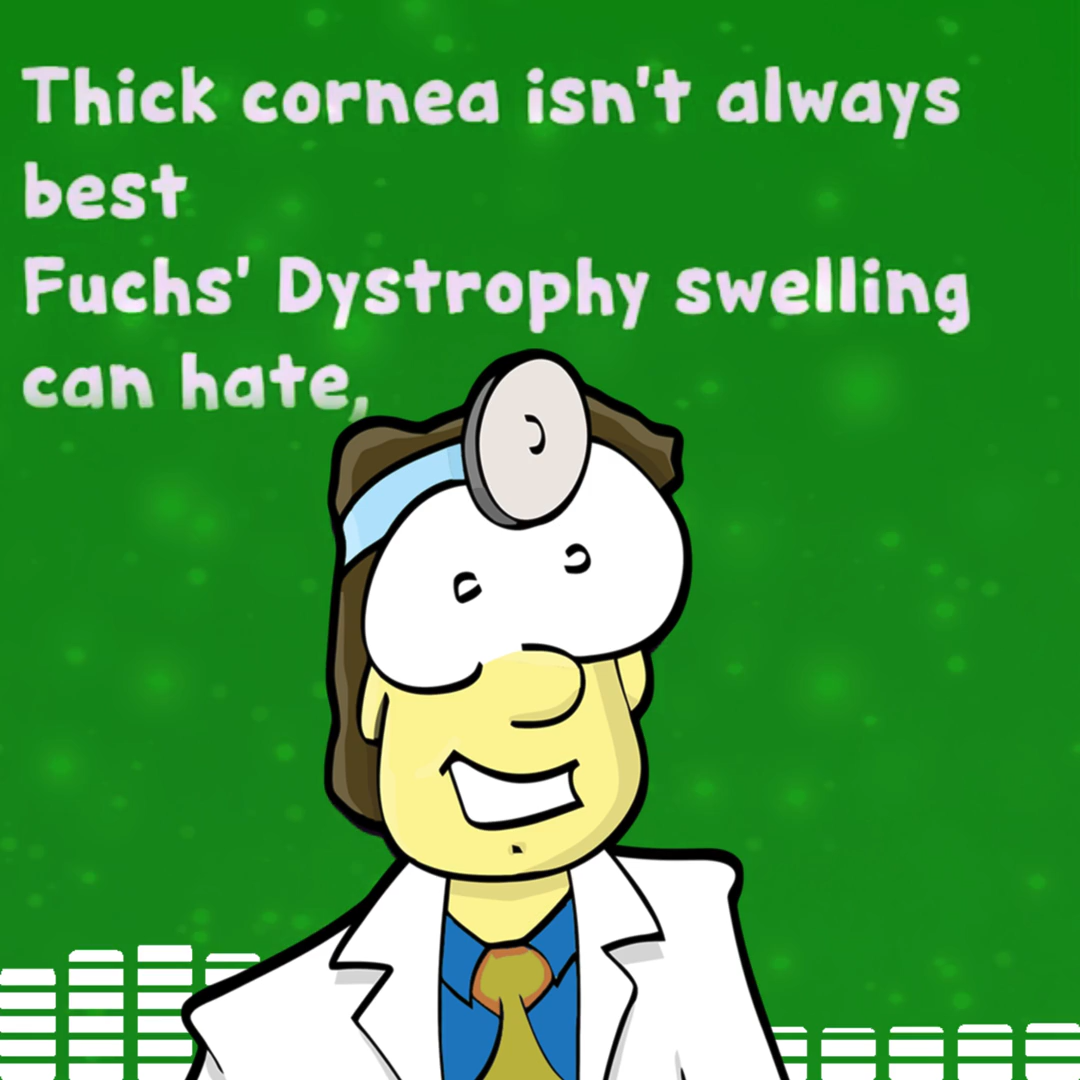 Thick cornea isn't always
best
Fuchs' Dystrophy swelling
can hate,